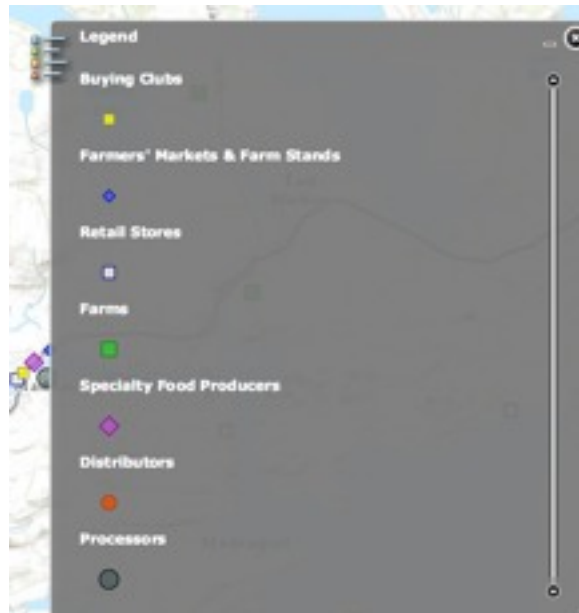 Legend
Buying Clubs
Farmers' Markets & Farm Stands
Retail Stores
Farms
Specialty Food Producers
Distributors
Processors